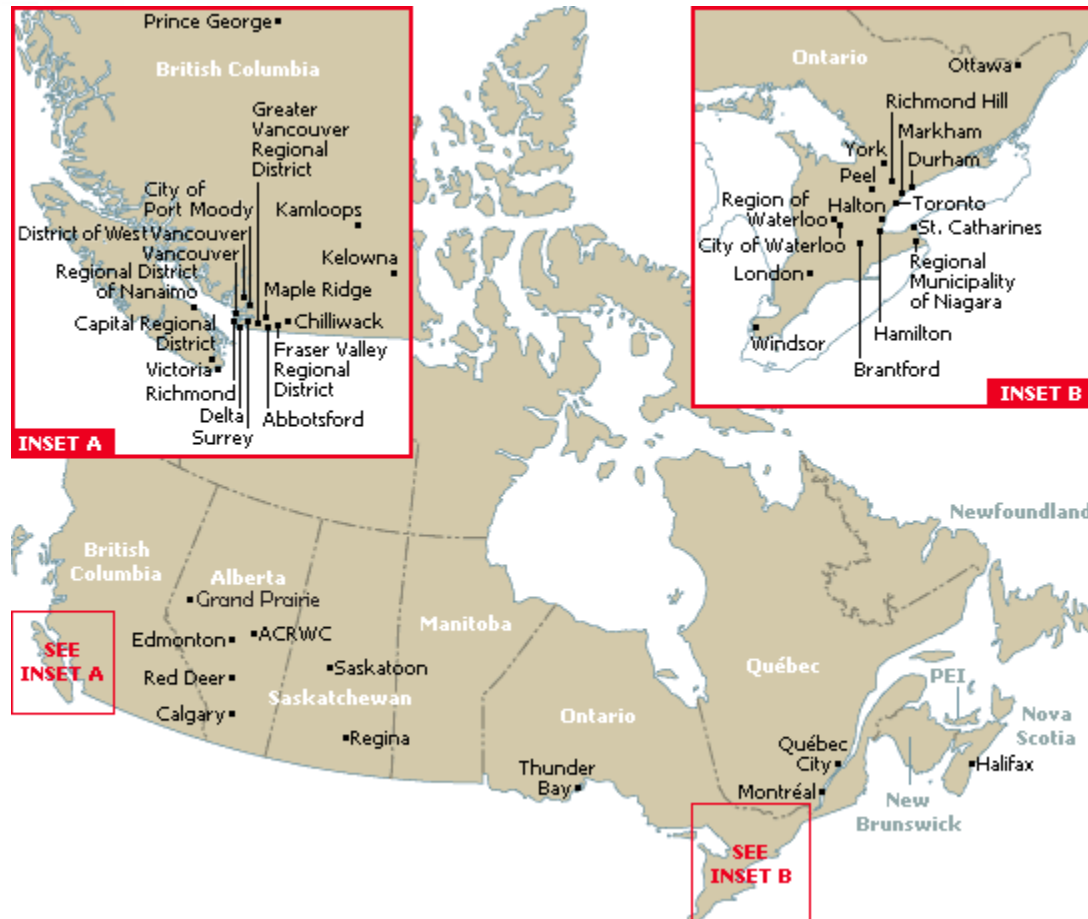 Prince George
British Columbia
Greater
Vancouver
Regional
District
City of
Port Moody
Kamloops
District of West Vancouver
Vancouver
Kelowna
Regional District
of Nanaimo
Maple Ridge
Capital Regional
District
Chilliwack
Victoria
Fraser Valley
Regional
District
Richmond
Delta
Abbotsford
Surrey
INSET A
Ontario
Ottawa
Richmond Hill
Markham
York
Durham
Peel
Region of
Waterloo
Halton
Toronto
St. Catharines
City of Waterloo
Regional
Municipality
of Niagara
London
Hamilton
Windsor
Brantford
INSET B
Newfoundland
British
Columbia
Alberta
Grand Prairie
Manitoba
Edmonton
ACRWC
SEE
INSET A
Saskatoon
Québec
Red Deer
PEI
Saskatchewan
Nova
Scotia
Calgary
Ontario
Regina
Québec
City
Halifax
Thunder
Bay
Montréal
New
Brunswick
SEE
INSET B